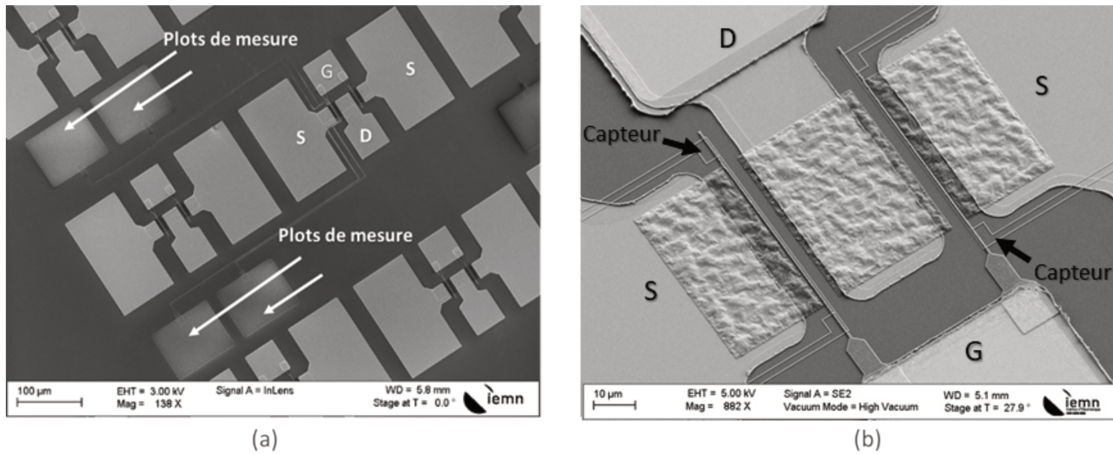 Plots de mesure
G
S
S
D
Plots de mesure
100 µm
EHT = 3.00 kV
Signal A = InLens
WD = 5.8 mm
Mag = 138 X
Stage at T = 0.0 °
iemn
(a)
D
S
Capteur
Capteur
S
G
10 µm
EHT = 5.00 kV
Signal A = SE2
WD = 5.1 mm
Mag = 882 X
Vacuum Mode = High Vacuum
Stage at T = 27.9 °
iemn
(b)